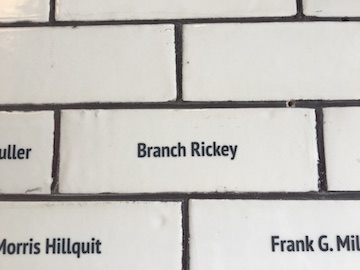 uller
Branch Rickey
Morris Hillquit
Frank G. Mil